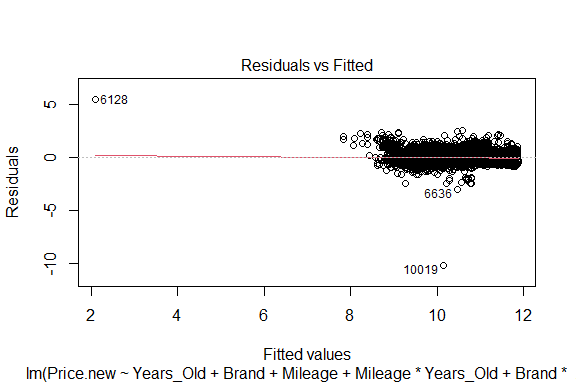 Residuals vs Fitted
6128
6636
10019
5
0
-5
-10
Residuals
2 4 6 8 10 12
Fitted values
lm(Price.new ~ Years_Old + Brand + Mileage + Mileage * Years_Old + Brand *